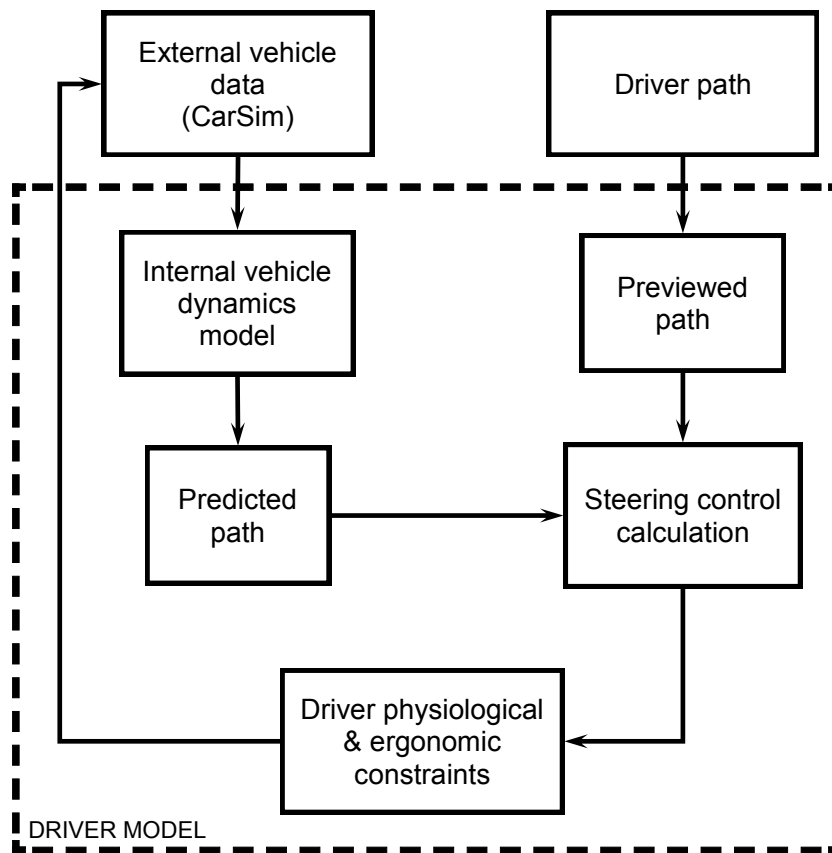 External vehicle
data
(CarSim)
Driver path
Internal vehicle
dynamics
model
Previewed
path
Predicted
path
Steering control
calculation
Driver physiological
& ergonomic
constraints
DRIVER MODEL